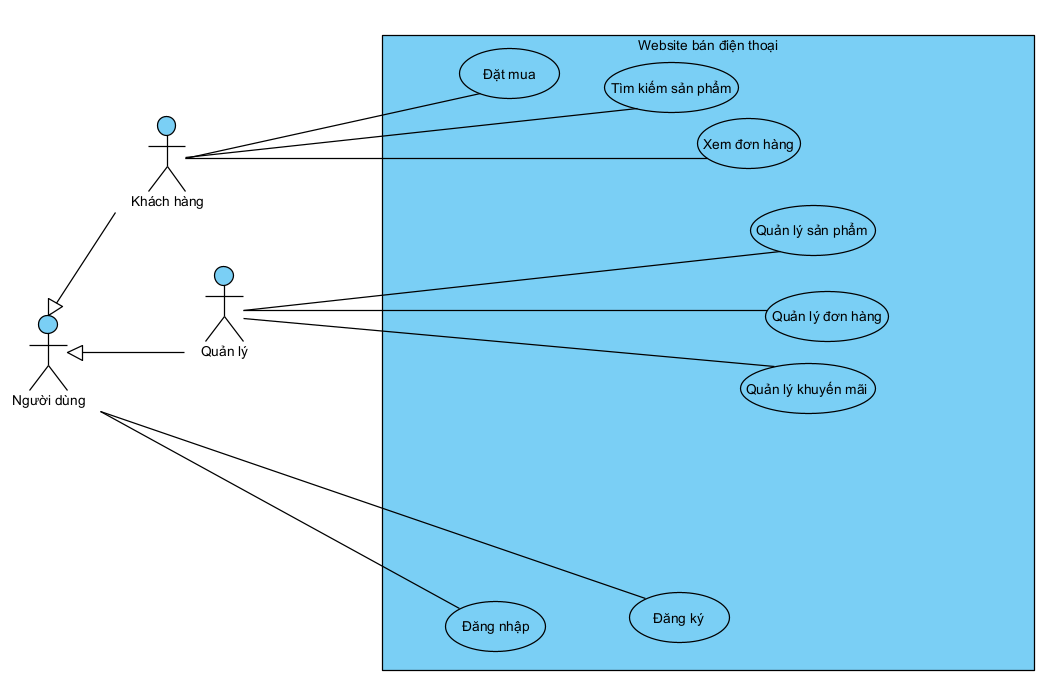 Website bán điện thoại
Đặt mua
Tìm kiếm sản phẩm
Xem đơn hàng
Khách hàng
Quản lý sản phẩm
Quản lý đơn hàng
Quản lý
Quản lý khuyến mãi
Người dùng
Đăng nhập
Đăng ký